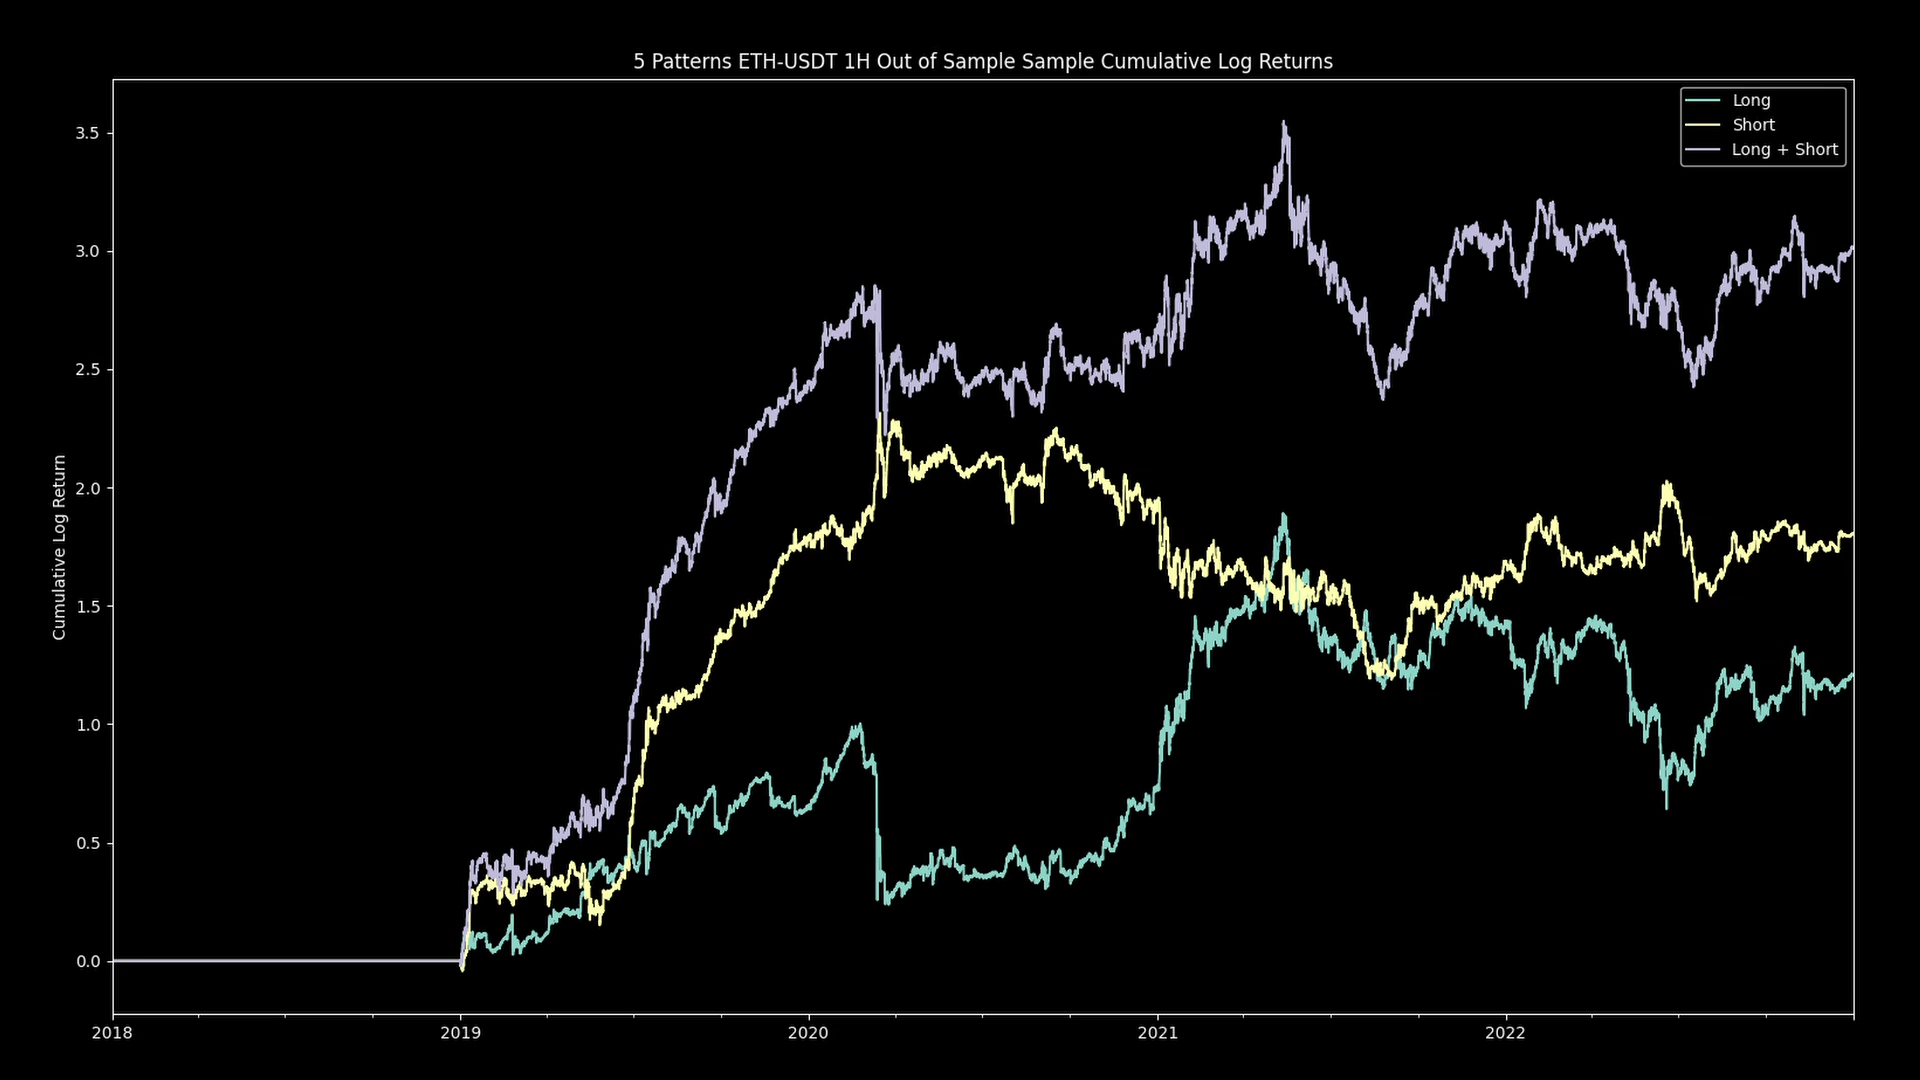 5 Patterns ETH-USDT 1H Out of Sample Sample Cumulative Log Returns
Long
Short
Long + Short
Cumulative Log Return
3.5
3.0
2.5
2.0
1.5
1.0
0.5
0.0
2018
2019
2020
2021
2022